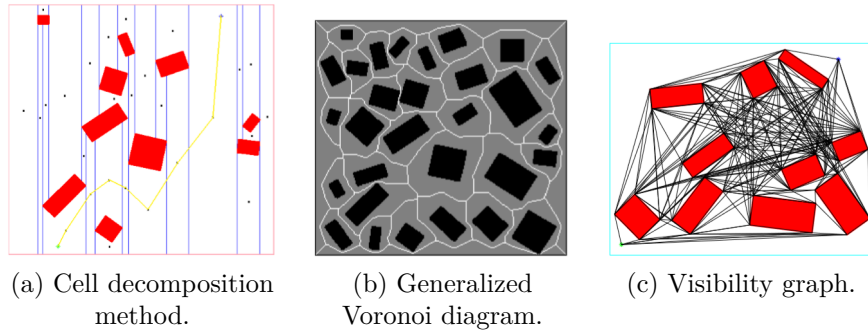 (a) Cell decomposition
method.
(b) Generalized
Voronoi diagram.
(c) Visibility graph.